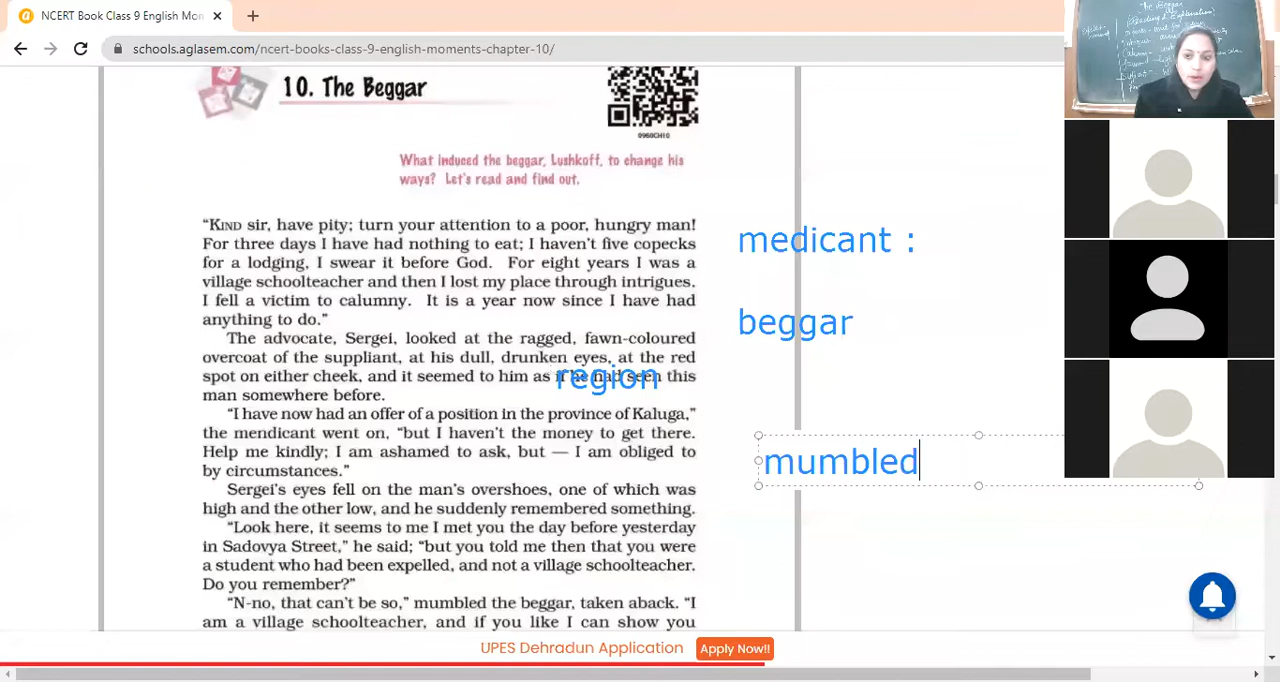 NCERT Book Class 9 English Mom
schools.aglasem.com/ncert-books-class-9-english-moments-chapter-10/
The Beggar
10. The Beggar
0960CH10
What induced the beggar, Lushkoff, to change his
ways? Let's read and find out.
"KIND sir, have pity; turn your attention to a poor, hungry man!
For three days I have had nothing to eat; I haven't five copecks
for a lodging, I swear it before God. For eight years I was a
village schoolteacher and then I lost my place through intrigues.
I fell a victim to calumny. It is a year now since I have had
anything to do."
The advocate, Sergei, looked at the ragged, fawn-coloured
overcoat of the suppliant, at his dull, drunken eyes, at the red
spot on either cheek, and it seemed to him as if he had seen this
man somewhere before.
"I have now had an offer of a position in the province of Kaluga,"
the mendicant went on, "but I haven't the money to get there.
Help me kindly; I am ashamed to ask, but — I am obliged to
by circumstances."
Sergei's eyes fell on the man's overshoes, one of which was
high and the other low, and he suddenly remembered something.
"Look here, it seems to me I met you the day before yesterday
in Sadovya Street," he said; "but you told me then that you were
a student who had been expelled, and not a village schoolteacher.
Do you remember?"
"N-no, that can't be so," mumbled the beggar, taken aback. "I
am a village schoolteacher, and if you like I can show you
medicant :
beggar
region
mumbled
UPES Dehradun Application
Apply Now!!